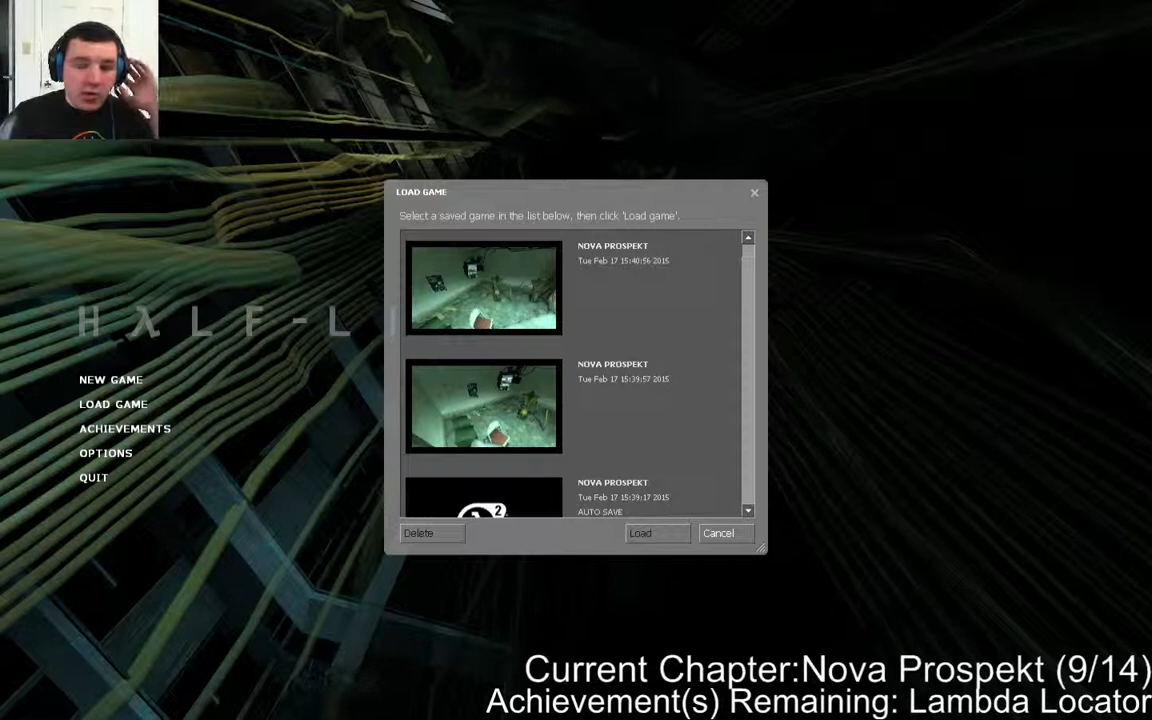 LOAD GAME
Select a saved game in the list below, then click 'Load game'.
NOVA PROSPEKT
Tue Feb 17 15:40:56 2015
NOVA PROSPEKT
Tue Feb 17 15:39:57 2015
NOVA PROSPEKT
Tue Feb 17 15:39:17 2015
AUTO SAVE
2
Delete
Load
Cancel
H λ L F - L I
NEW GAME
LOAD GAME
ACHIEVEMENTS
OPTIONS
QUIT
Current Chapter:Nova Prospekt (9/14)
Achievement(s) Remaining: Lambda Locator